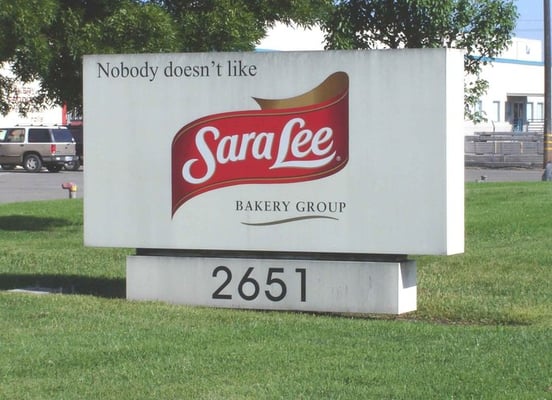 Nobody doesn't like
Sara Lee ®
BAKERY GROUP
2651